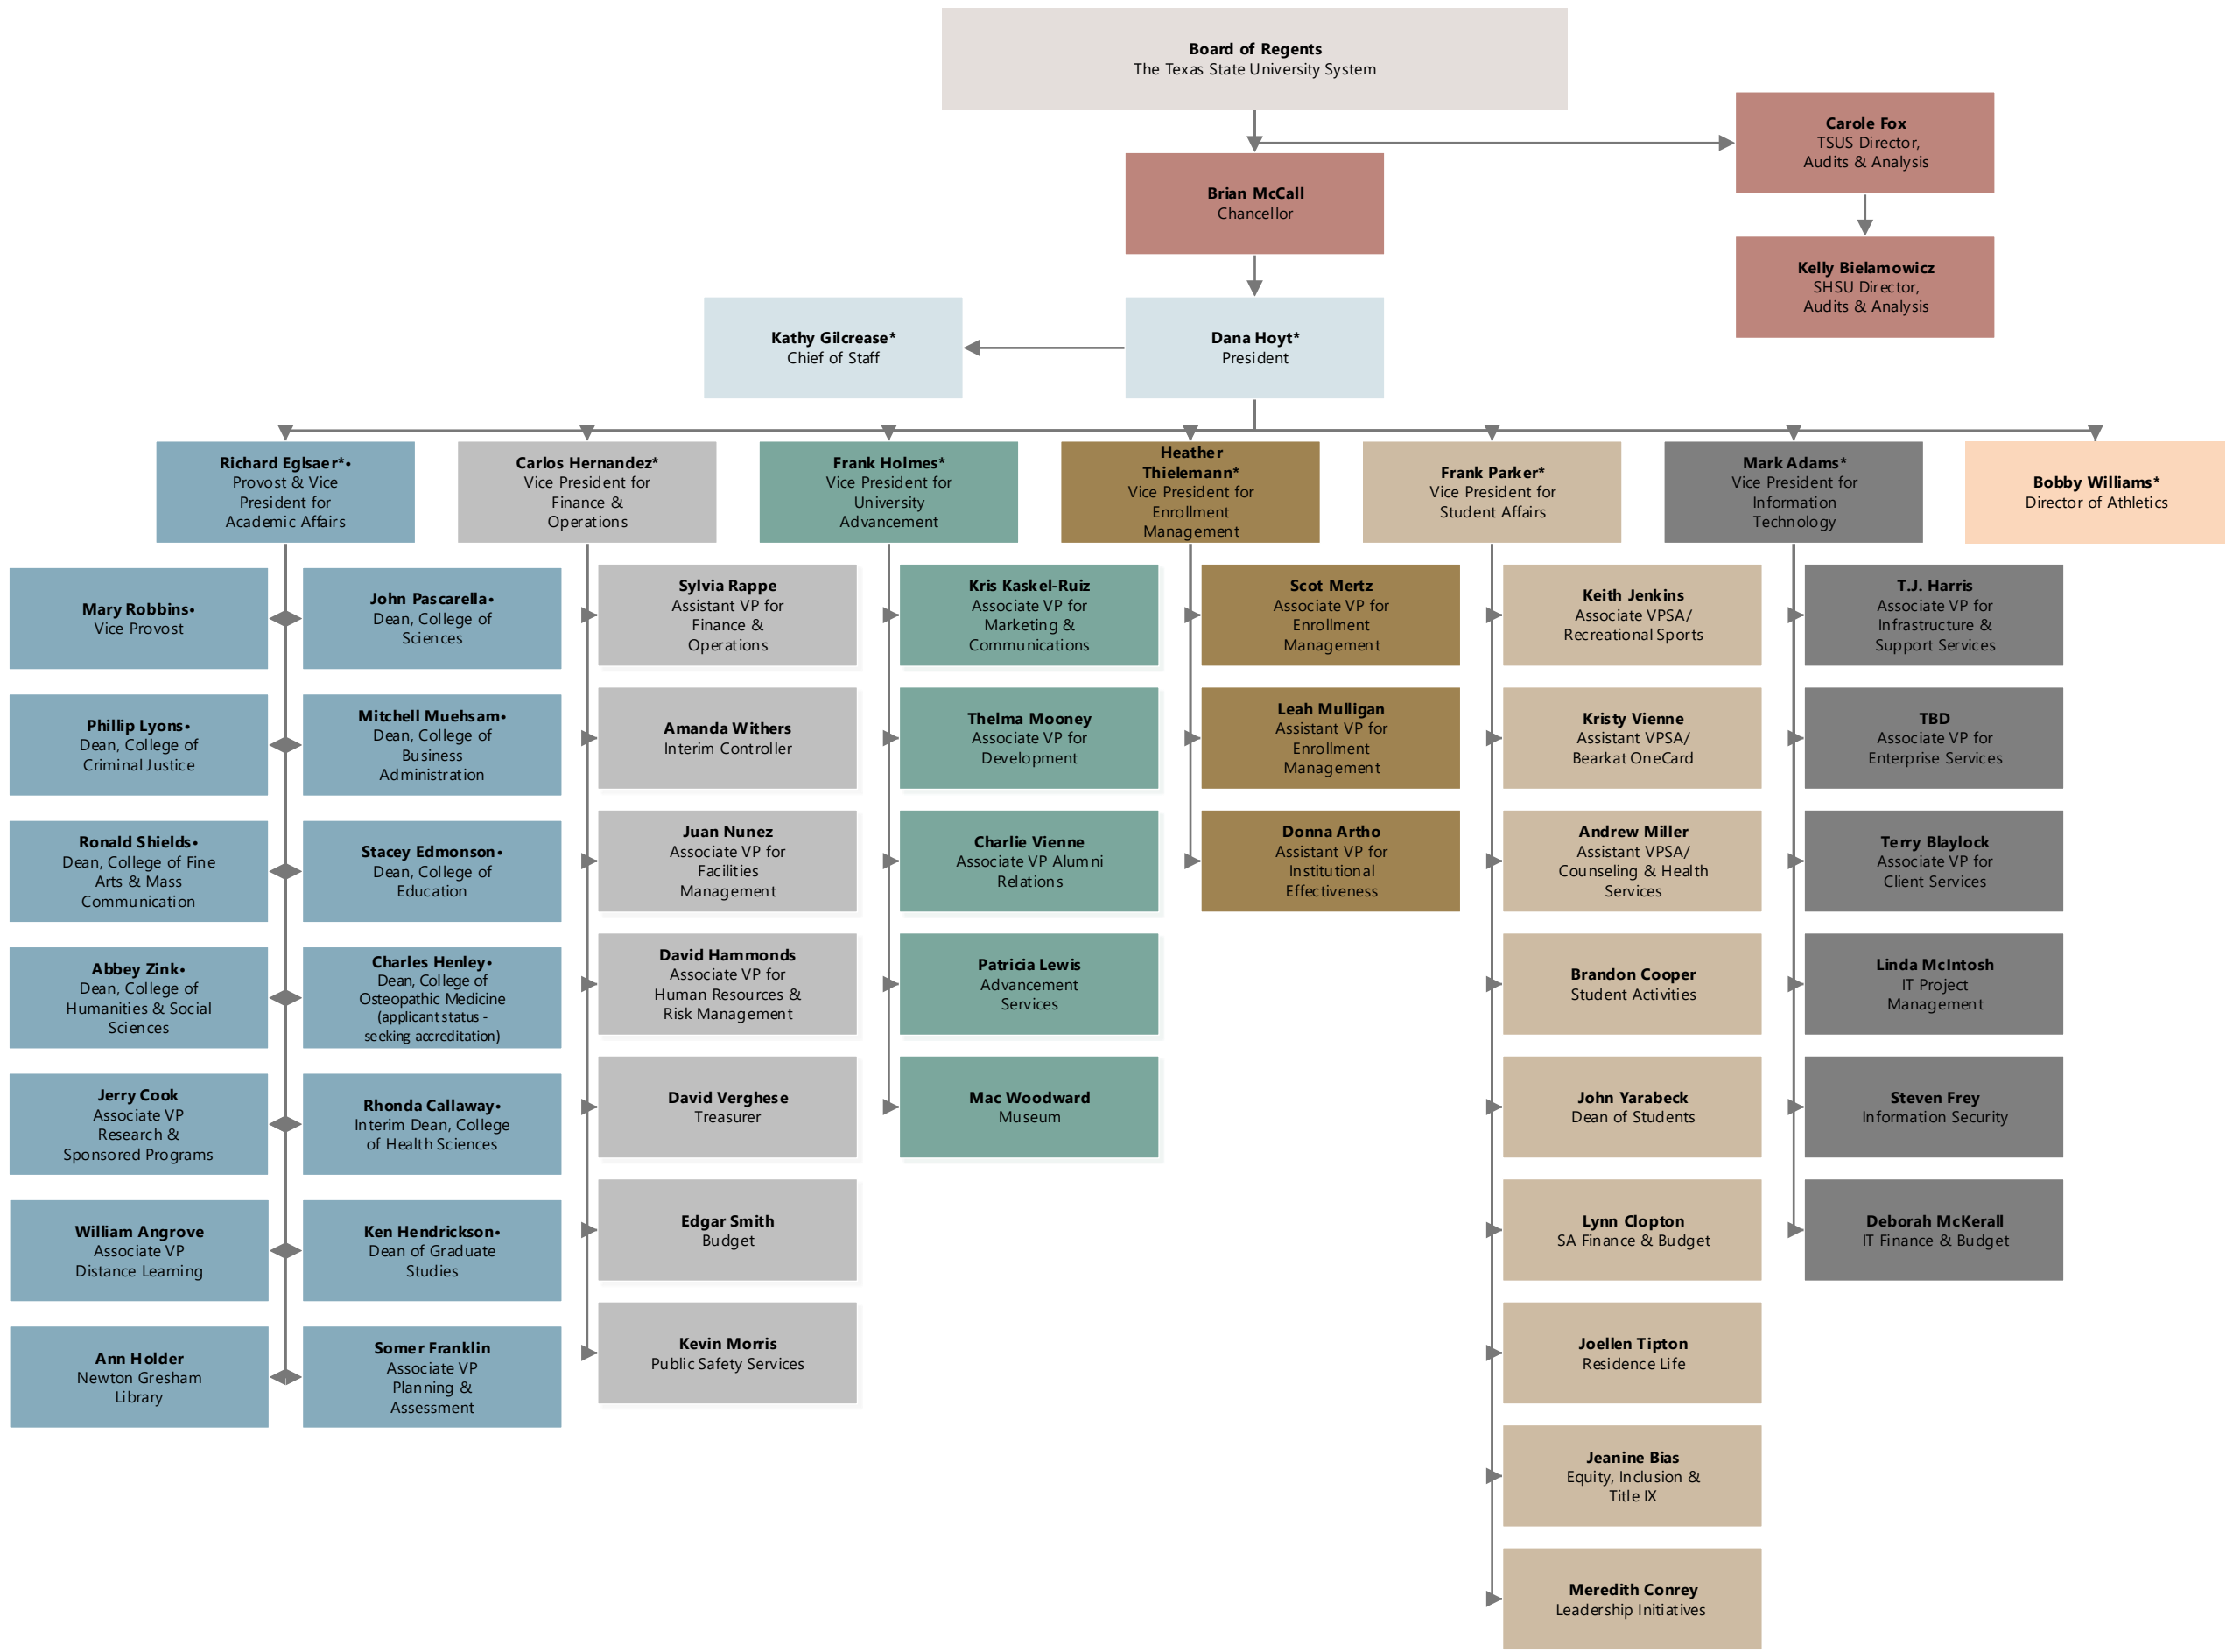 Board of Regents
The Texas State University System
Carole Fox
TSUS Director,
Audits & Analysis
Brian McCall
Chancellor
Kelly Bielamowicz
SHSU Director,
Audits & Analysis
Kathy Gilcrease*
Chief of Staff
Dana Hoyt*
President
Richard Eglsaer*•
Provost & Vice
President for
Academic Affairs
Carlos Hernandez*
Vice President for
Finance &
Operations
Frank Holmes*
Vice President for
University
Advancement
Heather
Thielemann*
Vice President for
Enrollment
Management
Frank Parker*
Vice President for
Student Affairs
Mark Adams*
Vice President for
Information
Technology
Bobby Williams*
Director of Athletics
Mary Robbins•
Vice Provost
John Pascarella•
Dean, College of
Sciences
Phillip Lyons•
Dean, College of
Criminal Justice
Mitchell Muehsam•
Dean, College of
Business
Administration
Ronald Shields•
Dean, College of Fine
Arts & Mass
Communication
Stacey Edmonson•
Dean, College of
Education
Abbey Zink•
Dean, College of
Humanities & Social
Sciences
Charles Henley•
Dean, College of
Osteopathic Medicine
(applicant status -
seeking accreditation)
Jerry Cook
Associate VP
Research &
Sponsored Programs
Rhonda Callaway•
Interim Dean, College
of Health Sciences
William Angrove
Associate VP
Distance Learning
Ken Hendrickson•
Dean of Graduate
Studies
Ann Holder
Newton Gresham
Library
Somer Franklin
Associate VP
Planning &
Assessment
Sylvia Rappe
Assistant VP for
Finance &
Operations
Amanda Withers
Interim Controller
Juan Nunez
Associate VP for
Facilities
Management
David Hammonds
Associate VP for
Human Resources &
Risk Management
David Verghese
Treasurer
Edgar Smith
Budget
Kevin Morris
Public Safety Services
Kris Kaskel-Ruiz
Associate VP for
Marketing &
Communications
Thelma Mooney
Associate VP for
Development
Charlie Vienne
Associate VP Alumni
Relations
Patricia Lewis
Advancement
Services
Mac Woodward
Museum
Scot Mertz
Associate VP for
Enrollment
Management
Leah Mulligan
Assistant VP for
Enrollment
Management
Donna Artho
Assistant VP for
Institutional
Effectiveness
Keith Jenkins
Associate VPSA/
Recreational Sports
Kristy Vienne
Assistant VPSA/
Bearkat OneCard
Andrew Miller
Assistant VPSA/
Counseling & Health
Services
Brandon Cooper
Student Activities
John Yarabeck
Dean of Students
Lynn Clopton
SA Finance & Budget
Joellen Tipton
Residence Life
Jeanine Bias
Equity, Inclusion &
Title IX
Meredith Conrey
Leadership Initiatives
T.J. Harris
Associate VP for
Infrastructure &
Support Services
TBD
Associate VP for
Enterprise Services
Terry Blaylock
Associate VP for
Client Services
Linda McIntosh
IT Project
Management
Steven Frey
Information Security
Deborah McKerall
IT Finance & Budget